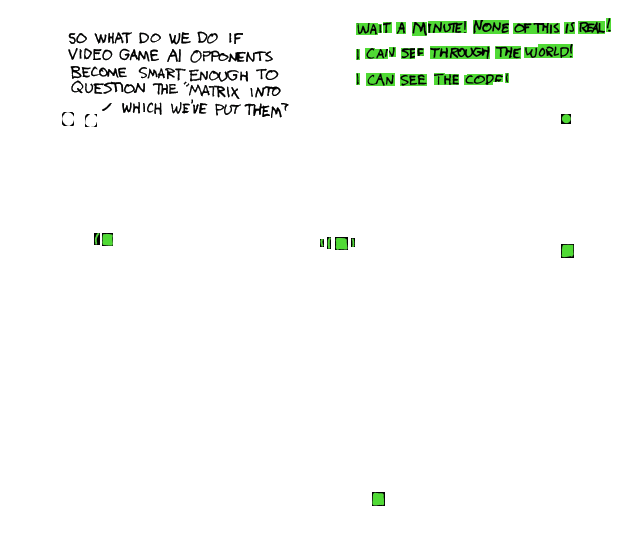 SO WHAT DO WE DO IF
VIDEO GAME AI OPPONENTS
BECOME SMART ENOUGH TO
QUESTION THE "MATRIX INTO
WHICH WE'VE PUT THEM?
WAIT A MINUTE! NONE OF THIS IS REAL!
I CAN SEE THROUGH THE WORLD!
I CAN SEE THE CODE!